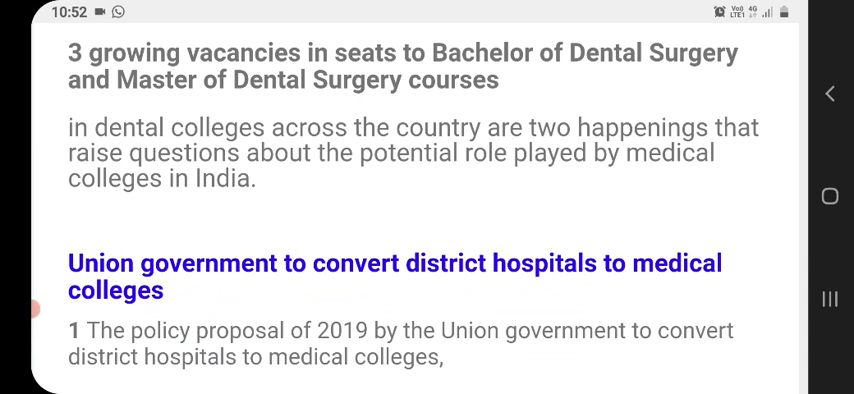 10:52
Vo)) 4G
LTE1
3 growing vacancies in seats to Bachelor of Dental Surgery
and Master of Dental Surgery courses
in dental colleges across the country are two happenings that
raise questions about the potential role played by medical
colleges in India.
Union government to convert district hospitals to medical
colleges
1 The policy proposal of 2019 by the Union government to convert
district hospitals to medical colleges,